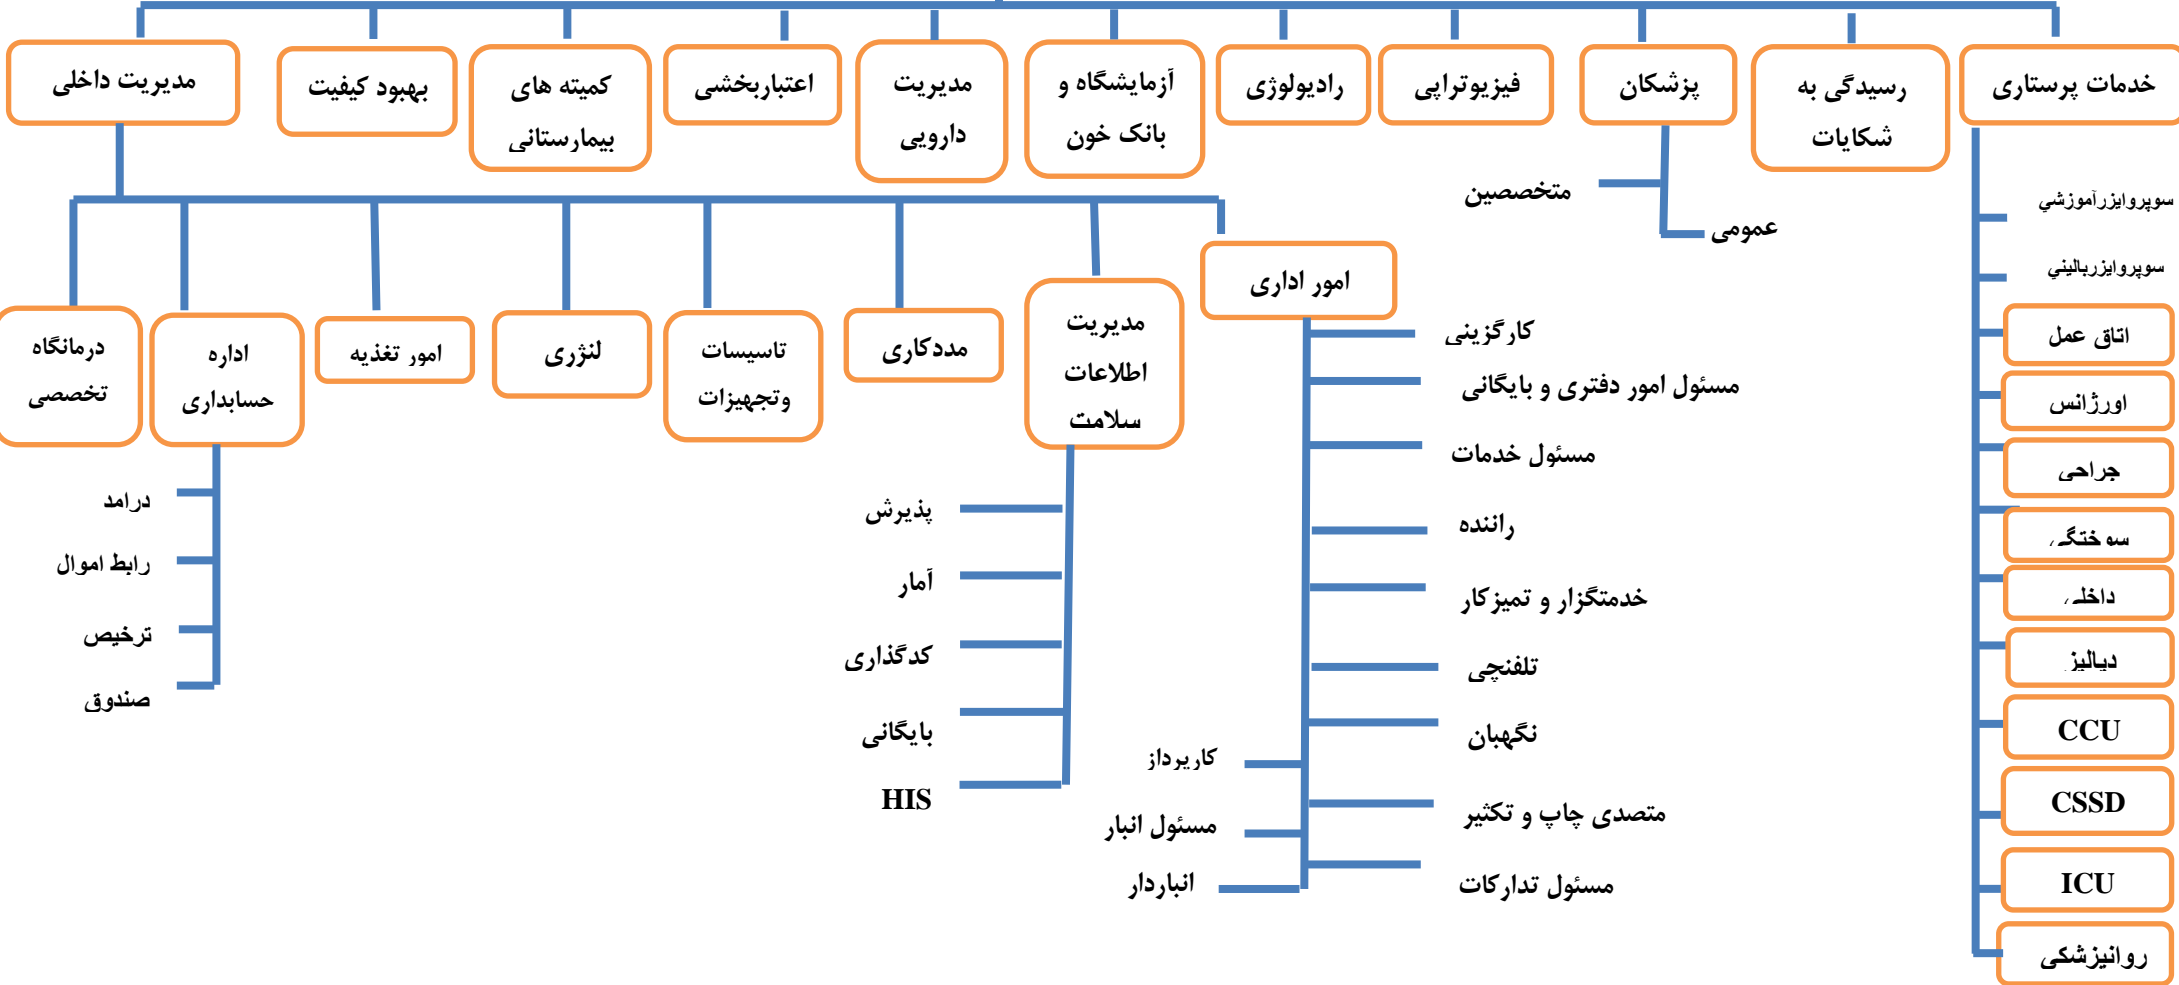 خدمات پرستاری
رسیدگی به
شکایات
پزشکان
فیزیوتراپی
رادیولوژی
آزمایشگاه و
بانک خون
مدیریت
دارویی
اعتباربخشی
کمیته های
بیمارستانی
بهبود کیفیت
مدیریت داخلی
متخصصین
عمومی
سوپروایزرآموزشي
سوپروایزرباليني
اتاق عمل
اورژانس
جراحی
سوختگی
داخلی
دیالیز
CCU
CSSD
ICU
روانپزشکی
امور اداری
کارگزینی
مسئول امور دفتری و بایگانی
مسئول خدمات
راننده
خدمتگزار و تمیزکار
تلفنچی
نگهبان
متصدی چاپ و تکثیر
مسئول تدارکات
کارپرداز
مسئول انبار
انباردار
مدیریت
اطلاعات
سلامت
پذیرش
آمار
کدگذاری
بایگانی
HIS
مددکاری
تاسیسات
وتجهیزات
لنژری
امور تغذیه
اداره
حسابداری
درامد
رابط اموال
ترخیص
صندوق
درمانگاه
تخصصی